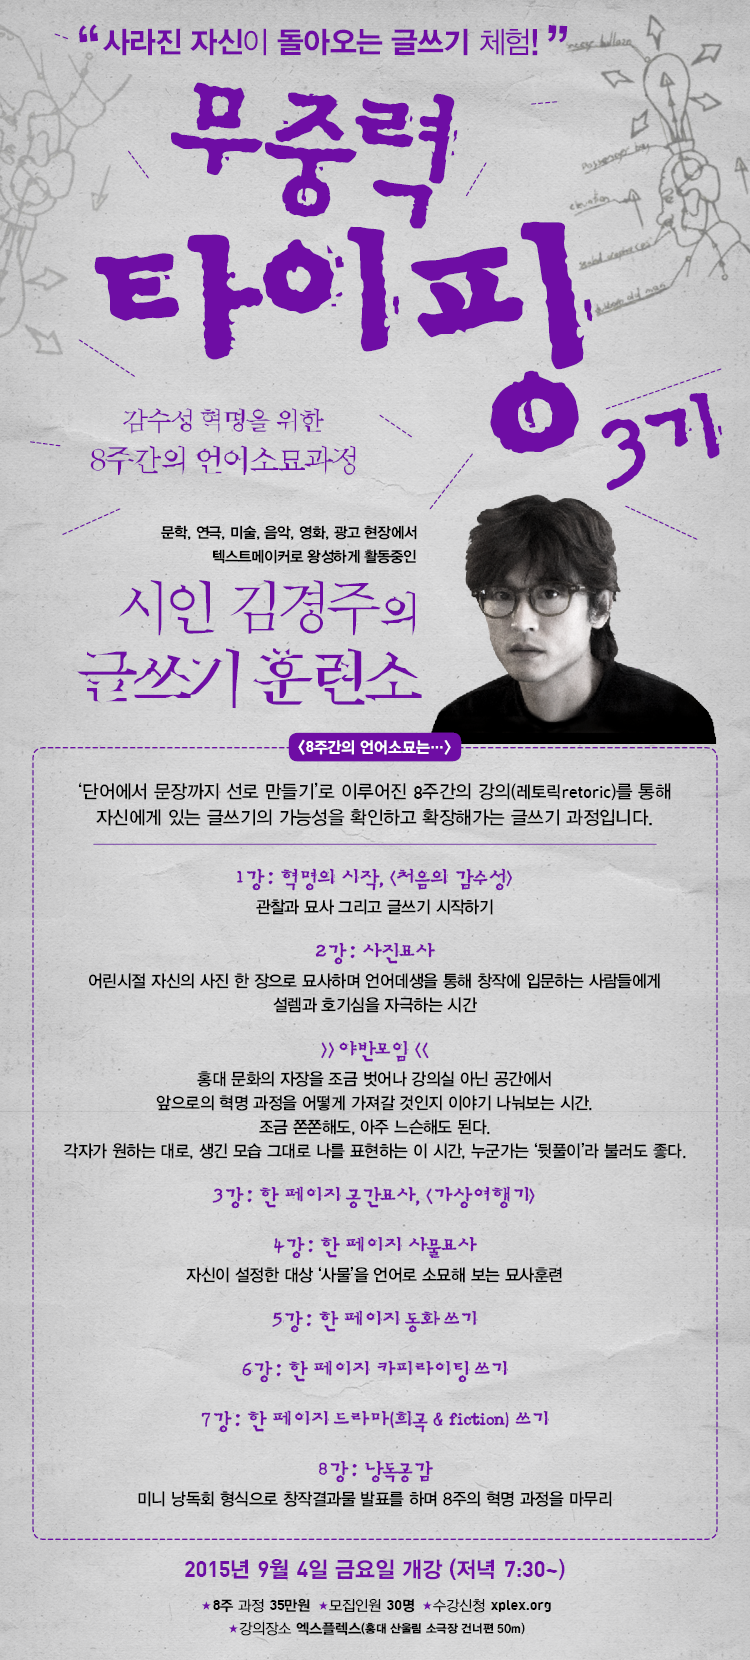 “사라진 자신이 돌아오는 글쓰기 체험!”
무중력
타이핑
3기
감수성 혁명을 위한
8주간의 언어소묘과정
문학, 연극, 미술, 음악, 영화, 광고 현장에서
텍스트메이커로 왕성하게 활동중인
시인 김경주의
글쓰기 훈련소
〈8주간의 언어소묘는…〉
‘단어에서 문장까지 선로 만들기’로 이루어진 8주간의 강의(레토릭retoric)를 통해
자신에게 있는 글쓰기의 가능성을 확인하고 확장해가는 글쓰기 과정입니다.
1강 : 혁명의 시작, 〈처음의 감수성〉
관찰과 묘사 그리고 글쓰기 시작하기
2강 : 사진묘사
어린시절 자신의 사진 한 장으로 묘사하며 언어데생을 통해 창작에 입문하는 사람들에게
설렘과 호기심을 자극하는 시간
〉〉 야반모임 〈〈
홍대 문화의 자장을 조금 벗어나 강의실 아닌 공간에서
앞으로의 혁명 과정을 어떻게 가져갈 것인지 이야기 나눠보는 시간.
조금 쫀쫀해도, 아주 느슨해도 된다.
각자가 원하는 대로, 생긴 모습 그대로 나를 표현하는 이 시간, 누군가는 ‘뒷풀이’라 불러도 좋다.
3강 : 한 페이지 공간묘사, 〈가상여행기〉
4강 : 한 페이지 사물묘사
자신이 설정한 대상 ‘사물’을 언어로 소묘해 보는 묘사훈련
5강 : 한 페이지 동화 쓰기
6강 : 한 페이지 카피라이팅 쓰기
7강 : 한 페이지 드라마(희곡 & fiction) 쓰기
8강 : 낭독공감
미니 낭독회 형식으로 창작결과물 발표를 하며 8주의 혁명 과정을 마무리
2015년 9월 4일 금요일 개강 (저녁 7:30~)
★8주 과정 35만원 ★모집인원 30명 ★수강신청 xplex.org
★강의장소 엑스플렉스(홍대 산울림 소극장 건너편 50m)